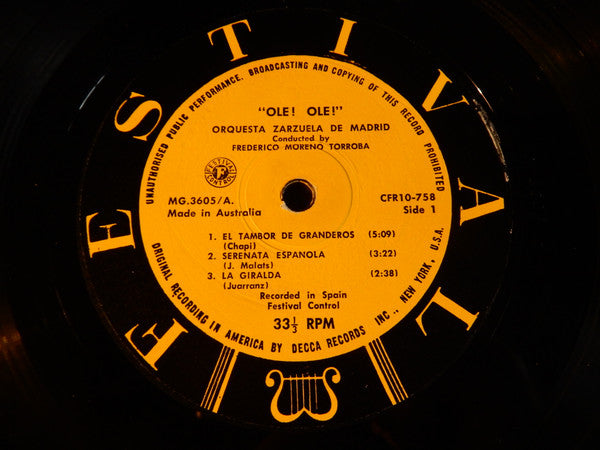 FESTIVAL
UNAUTHORISED PUBLIC PERFORMANCE, BROADCASTING AND COPYING OF THIS RECORD PROHIBITED
"OLE! OLE!"
ORQUESTA ZARZUELA DE MADRID
Conducted by
FREDERICO MORENO TORROBA
FESTIVAL
F
CONTROL
MG.3605/A.
CFR10-758
Made in Australia
Side 1
1. EL TAMBOR DE GRANDEROS (5:09)
(Chapi)
2. SERENATA ESPANOLA (3:22)
(J. Malats)
3. LA GIRALDA (2:38)
(Juarranz)
Recorded in Spain
Festival Control
33⅓ RPM
ORIGINAL RECORDING IN AMERICA BY DECCA RECORDS INC., NEW YORK, U.S.A.